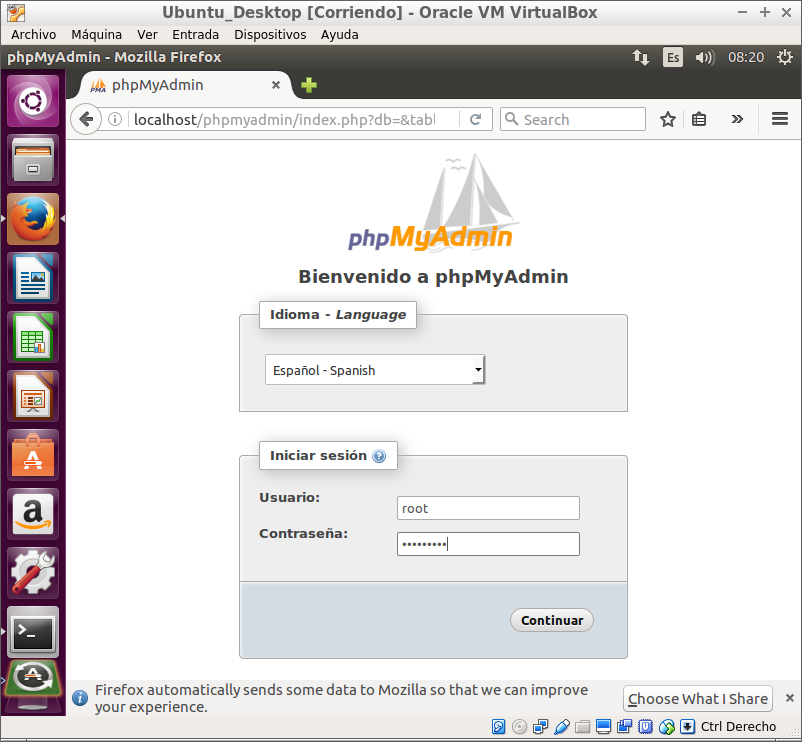 Ubuntu_Desktop [Corriendo] - Oracle VM VirtualBox
Archivo Máquina Ver Entrada Dispositivos Ayuda
phpMyAdmin - Mozilla Firefox
Es
08:20
PMA
phpMyAdmin
localhost/phpmyadmin/index.php?db=&tabl
Search
phpMyAdmin
Bienvenido a phpMyAdmin
Idioma - Language
Español - Spanish
Iniciar sesión
Usuario:
root
Contraseña:
•••••••••
Continuar
Firefox automatically sends some data to Mozilla so that we can improve
your experience.
Choose What I Share
Ctrl Derecho